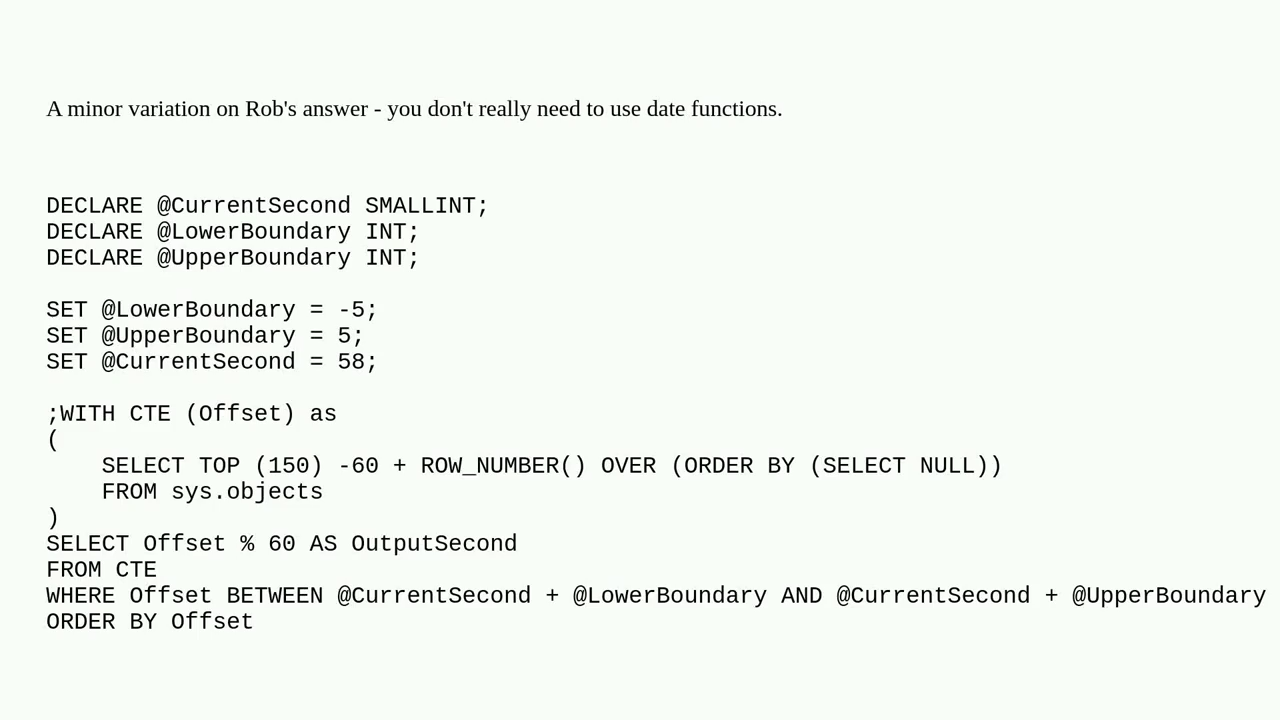 A minor variation on Rob's answer - you don't really need to use date functions.
DECLARE @CurrentSecond SMALLINT;
DECLARE @LowerBoundary INT;
DECLARE @UpperBoundary INT;
SET @LowerBoundary = -5;
SET @UpperBoundary = 5;
SET @CurrentSecond = 58;
;WITH CTE (Offset) as
(
    SELECT TOP (150) -60 + ROW_NUMBER() OVER (ORDER BY (SELECT NULL))
    FROM sys.objects
)
SELECT Offset % 60 AS OutputSecond
FROM CTE
WHERE Offset BETWEEN @CurrentSecond + @LowerBoundary AND @CurrentSecond + @UpperBoundary
ORDER BY Offset